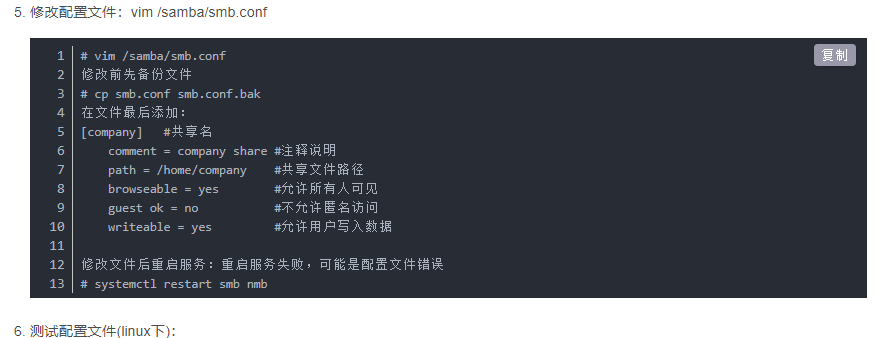 5. 修改配置文件：vim /samba/smb.conf
复制
1 # vim /samba/smb.conf
2 修改前先备份文件
3 # cp smb.conf smb.conf.bak
4 在文件最后添加：
5 [company]   #共享名
6     comment = company share #注释说明
7     path = /home/company    #共享文件路径
8     browseable = yes        #允许所有人可见
9     guest ok = no           #不允许匿名访问
10     writeable = yes         #允许用户写入数据
11
12 修改文件后重启服务：重启服务失败，可能是配置文件错误
13 # systemctl restart smb nmb
6. 测试配置文件(linux下)：